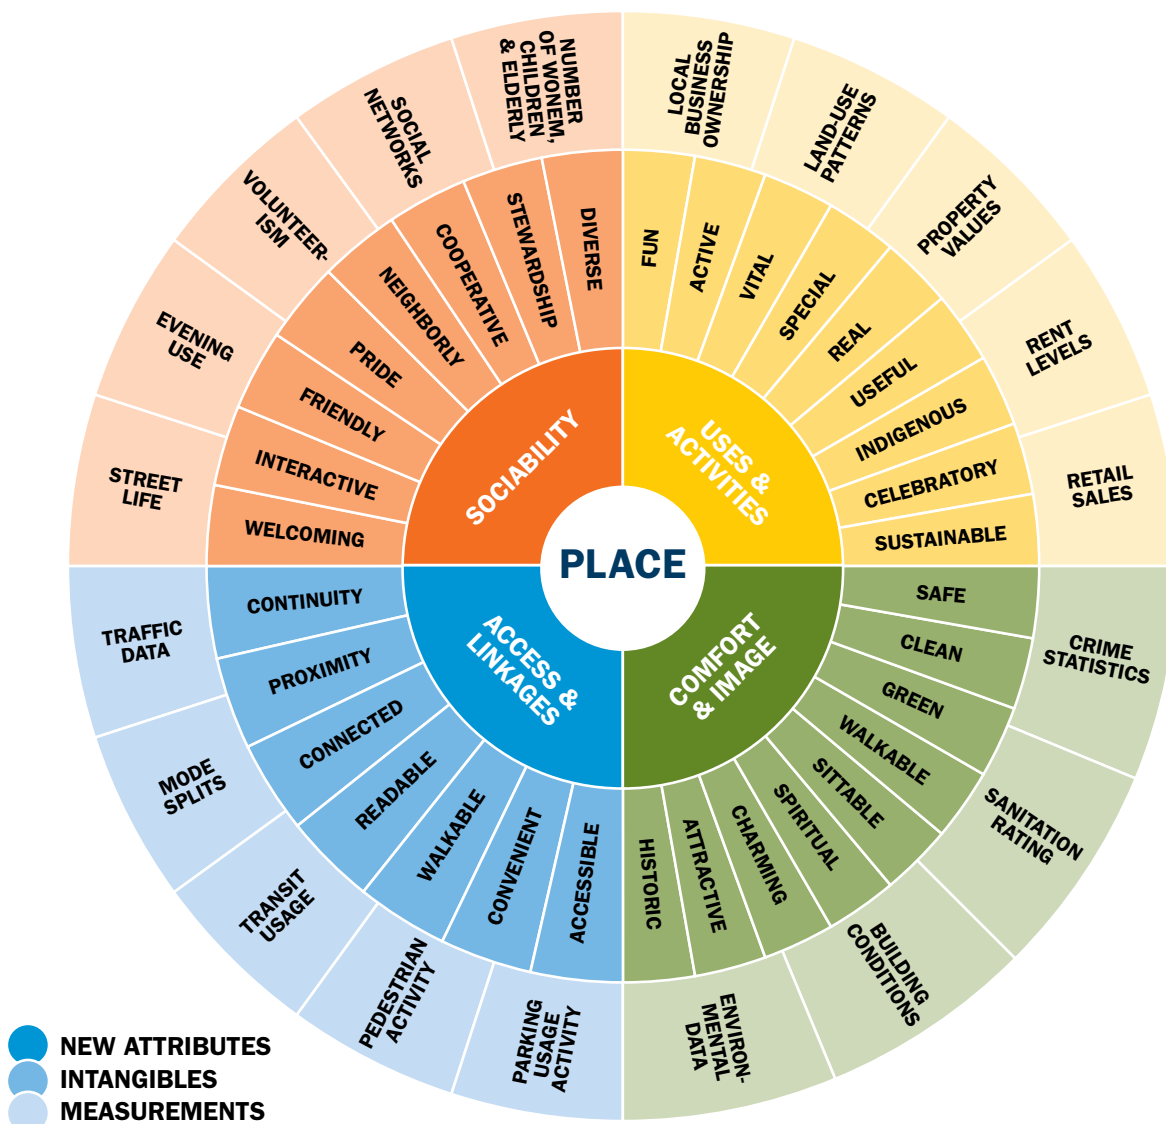 PLACE
SOCIABILITY
USES &
ACTIVITIES
COMFORT
& IMAGE
ACCESS &
LINKAGES
DIVERSE
STEWARDSHIP
COOPERATIVE
NEIGHBORLY
PRIDE
FRIENDLY
INTERACTIVE
WELCOMING
FUN
ACTIVE
VITAL
SPECIAL
REAL
USEFUL
INDIGENOUS
CELEBRATORY
SUSTAINABLE
SAFE
CLEAN
GREEN
WALKABLE
SITTABLE
SPIRITUAL
CHARMING
ATTRACTIVE
HISTORIC
CONTINUITY
PROXIMITY
CONNECTED
READABLE
WALKABLE
CONVENIENT
ACCESSIBLE
NUMBER
OF WONEM,
CHILDREN
& ELDERLY
SOCIAL
NETWORKS
VOLUNTEER-
ISM
EVENING
USE
STREET
LIFE
LOCAL
BUSINESS
OWNERSHIP
LAND-USE
PATTERNS
PROPERTY
VALUES
RENT
LEVELS
RETAIL
SALES
CRIME
STATISTICS
SANITATION
RATING
BUILDING
CONDITIONS
ENVIRON-
MENTAL
DATA
TRAFFIC
DATA
MODE
SPLITS
TRANSIT
USAGE
PEDESTRIAN
ACTIVITY
PARKING
USAGE
ACTIVITY
NEW ATTRIBUTES
INTANGIBLES
MEASUREMENTS